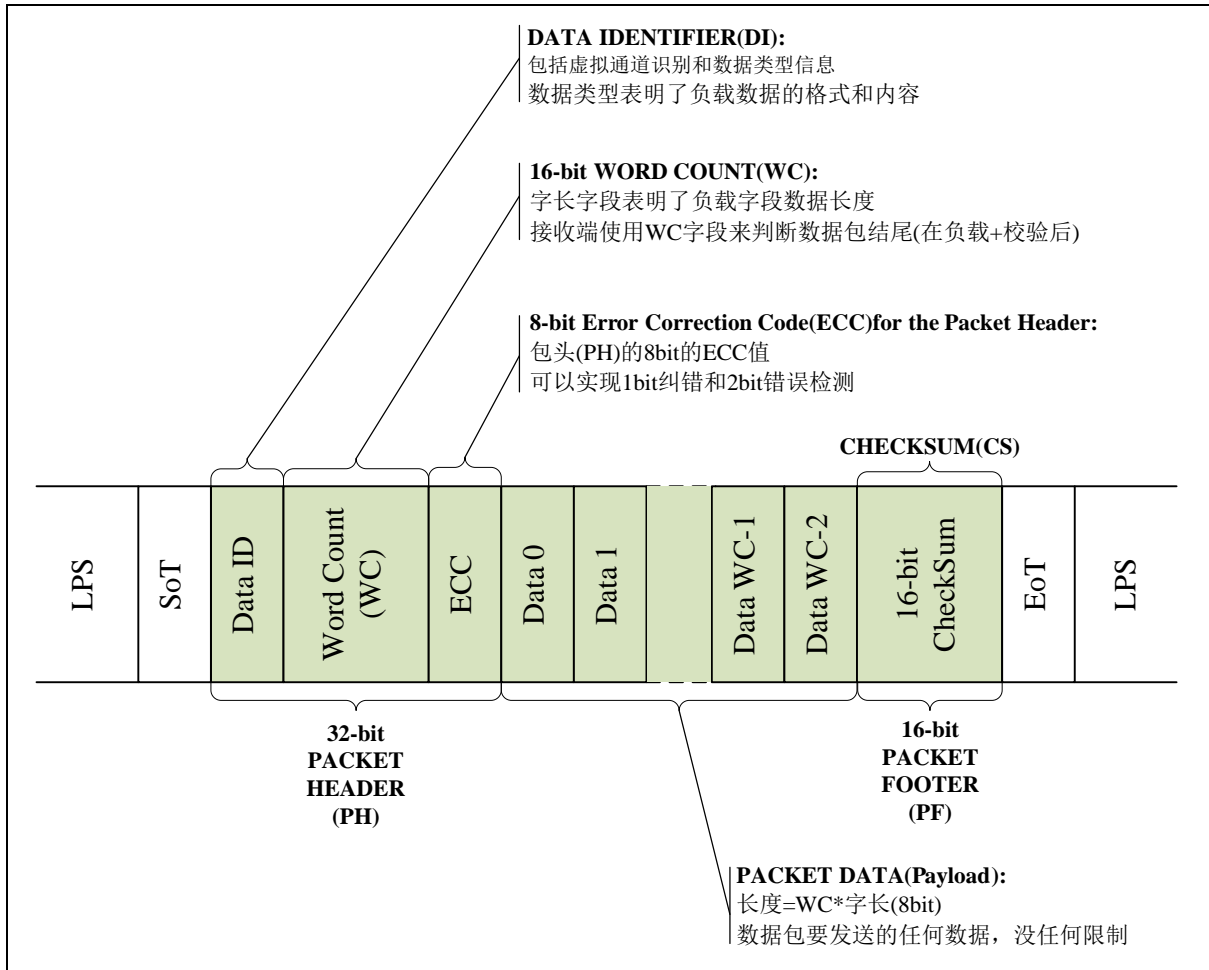 DATA IDENTIFIER(DI):
包括虚拟通道识别和数据类型信息
数据类型表明了负载数据的格式和内容
16-bit WORD COUNT(WC):
字长字段表明了负载字段数据长度
接收端使用WC字段来判断数据包结尾(在负载+校验后)
8-bit Error Correction Code(ECC)for the Packet Header:
包头(PH)的8bit的ECC值
可以实现1bit纠错和2bit错误检测
CHECKSUM(CS)
LPS
SoT
Data ID
Word Count
(WC)
ECC
Data 0
Data 1
Data WC-1
Data WC-2
16-bit
CheckSum
EoT
LPS
32-bit
PACKET
HEADER
(PH)
16-bit
PACKET
FOOTER
(PF)
PACKET DATA(Payload):
长度=WC*字长(8bit)
数据包要发送的任何数据，没任何限制